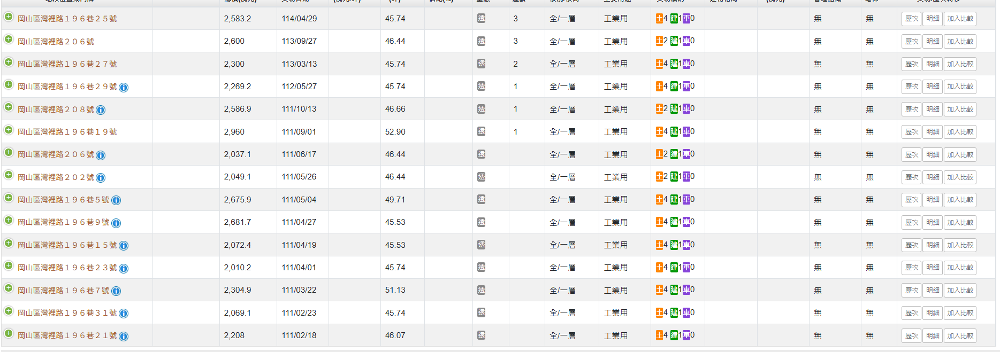 岡山區灣裡路１９６巷２５號 2,583.2 114/04/29 45.74 透 3 全/一層 工業用 土4 建1車0 無 無 歷次 明細 加入比較
岡山區灣裡路２０６號 2,600 113/09/27 46.44 透 3 全/一層 工業用 土2 建1車0 無 無 歷次 明細 加入比較
岡山區灣裡路１９６巷２７號 2,300 113/03/13 45.74 透 2 全/一層 工業用 土4 建1車0 無 無 歷次 明細 加入比較
岡山區灣裡路１９６巷２９號 2,269.2 112/05/27 45.74 透 1 全/一層 工業用 土4 建1車0 無 無 歷次 明細 加入比較
岡山區灣裡路２０８號 2,586.9 111/10/13 46.66 透 1 全/一層 工業用 土2 建1車0 無 無 歷次 明細 加入比較
岡山區灣裡路１９６巷１９號 2,960 111/09/01 52.90 透 1 全/一層 工業用 土4 建1車0 無 無 歷次 明細 加入比較
岡山區灣裡路２０６號 2,037.1 111/06/17 46.44 透 全/一層 工業用 土2 建1車0 無 無 歷次 明細 加入比較
岡山區灣裡路２０２號 2,049.1 111/05/26 46.44 透 全/一層 工業用 土2 建1車0 無 無 歷次 明細 加入比較
岡山區灣裡路１９６巷５號 2,675.9 111/05/04 49.71 透 全/一層 工業用 土4 建1車0 無 無 歷次 明細 加入比較
岡山區灣裡路１９６巷９號 2,681.7 111/04/27 45.53 透 全/一層 工業用 土4 建1車0 無 無 歷次 明細 加入比較
岡山區灣裡路１９６巷１５號 2,072.4 111/04/19 45.53 透 全/一層 工業用 土4 建1車0 無 無 歷次 明細 加入比較
岡山區灣裡路１９６巷２３號 2,010.2 111/04/01 45.74 透 全/一層 工業用 土4 建1車0 無 無 歷次 明細 加入比較
岡山區灣裡路１９６巷７號 2,304.9 111/03/22 51.13 透 全/一層 工業用 土4 建1車0 無 無 歷次 明細 加入比較
岡山區灣裡路１９６巷３１號 2,069.1 111/02/23 45.74 透 全/一層 工業用 土4 建1車0 無 無 歷次 明細 加入比較
岡山區灣裡路１９６巷２１號 2,208 111/02/18 46.07 透 全/一層 工業用 土4 建1車0 無 無 歷次 明細 加入比較